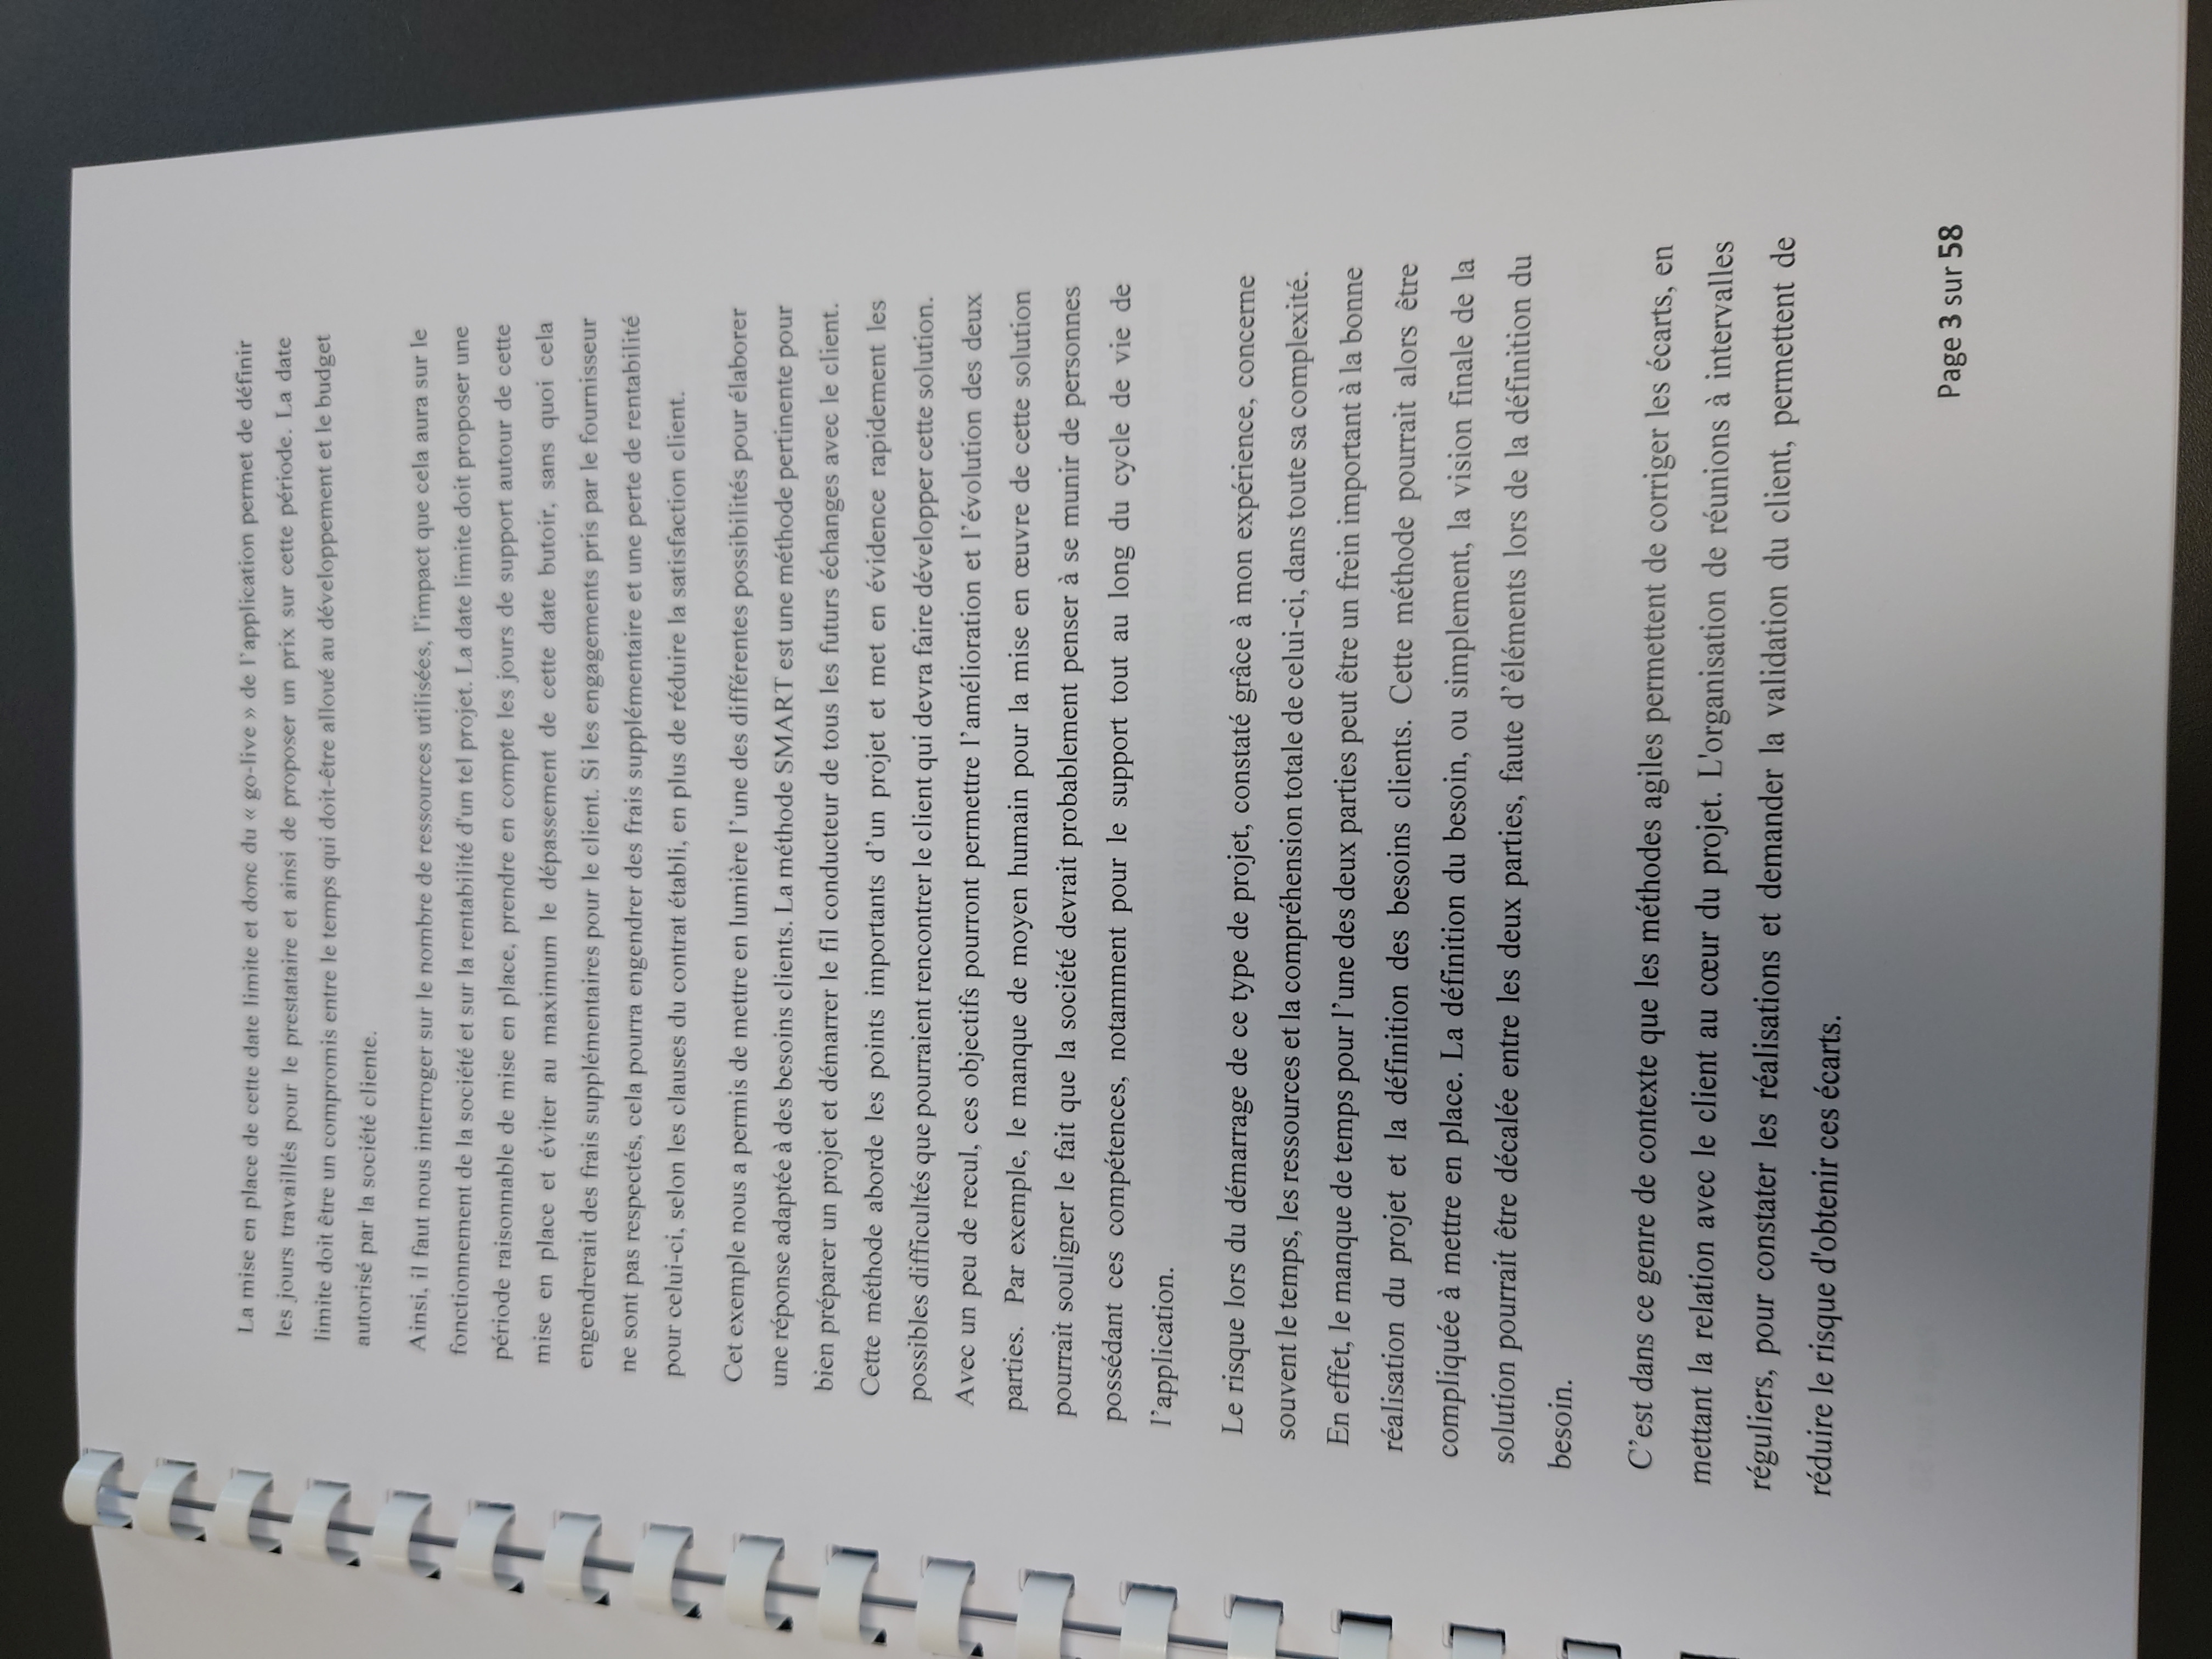 La mise en place de cette date limite et donc du « go-live » de l'application permet de définir
les jours travaillés pour le prestataire et ainsi de proposer un prix sur cette période. La date
limite doit être un compromis entre le temps qui doit-être alloué au développement et le budget
autorisé par la société cliente.
Ainsi, il faut nous interroger sur le nombre de ressources utilisées, l'impact que cela aura sur le
fonctionnement de la société et sur la rentabilité d'un tel projet. La date limite doit proposer une
période raisonnable de mise en place, prendre en compte les jours de support autour de cette
mise en place et éviter au maximum le dépassement de cette date butoir, sans quoi cela
engendrerait des frais supplémentaires pour le client. Si les engagements pris par le fournisseur
ne sont pas respectés, cela pourra engendrer des frais supplémentaire et une perte de rentabilité
pour celui-ci, selon les clauses du contrat établi, en plus de réduire la satisfaction client.
Cet exemple nous a permis de mettre en lumière l'une des différentes possibilités pour élaborer
une réponse adaptée à des besoins clients. La méthode SMART est une méthode pertinente pour
bien préparer un projet et démarrer le fil conducteur de tous les futurs échanges avec le client.
Cette méthode aborde les points importants d'un projet et met en évidence rapidement les
possibles difficultés que pourraient rencontrer le client qui devra faire développer cette solution.
Avec un peu de recul, ces objectifs pourront permettre l'amélioration et l'évolution des deux
parties. Par exemple, le manque de moyen humain pour la mise en œuvre de cette solution
pourrait souligner le fait que la société devrait probablement penser à se munir de personnes
possédant ces compétences, notamment pour le support tout au long du cycle de vie de
l'application.
Le risque lors du démarrage de ce type de projet, constaté grâce à mon expérience, concerne
souvent le temps, les ressources et la compréhension totale de celui-ci, dans toute sa complexité.
En effet, le manque de temps pour l'une des deux parties peut être un frein important à la bonne
réalisation du projet et la définition des besoins clients. Cette méthode pourrait alors être
compliquée à mettre en place. La définition du besoin, ou simplement, la vision finale de la
solution pourrait être décalée entre les deux parties, faute d'éléments lors de la définition du
besoin.
C'est dans ce genre de contexte que les méthodes agiles permettent de corriger les écarts, en
mettant la relation avec le client au cœur du projet. L'organisation de réunions à intervalles
réguliers, pour constater les réalisations et demander la validation du client, permettent de
réduire le risque d'obtenir ces écarts.
Page 3 sur 58